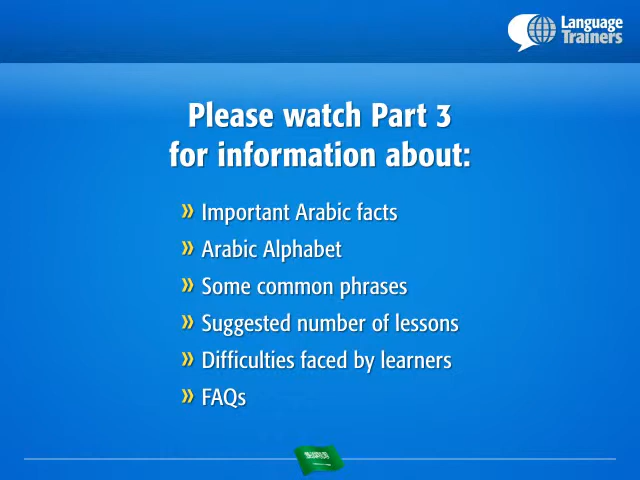 Language
Trainers
Please watch Part 3
for information about:
» Important Arabic facts
» Arabic Alphabet
» Some common phrases
» Suggested number of lessons
» Difficulties faced by learners
» FAQs